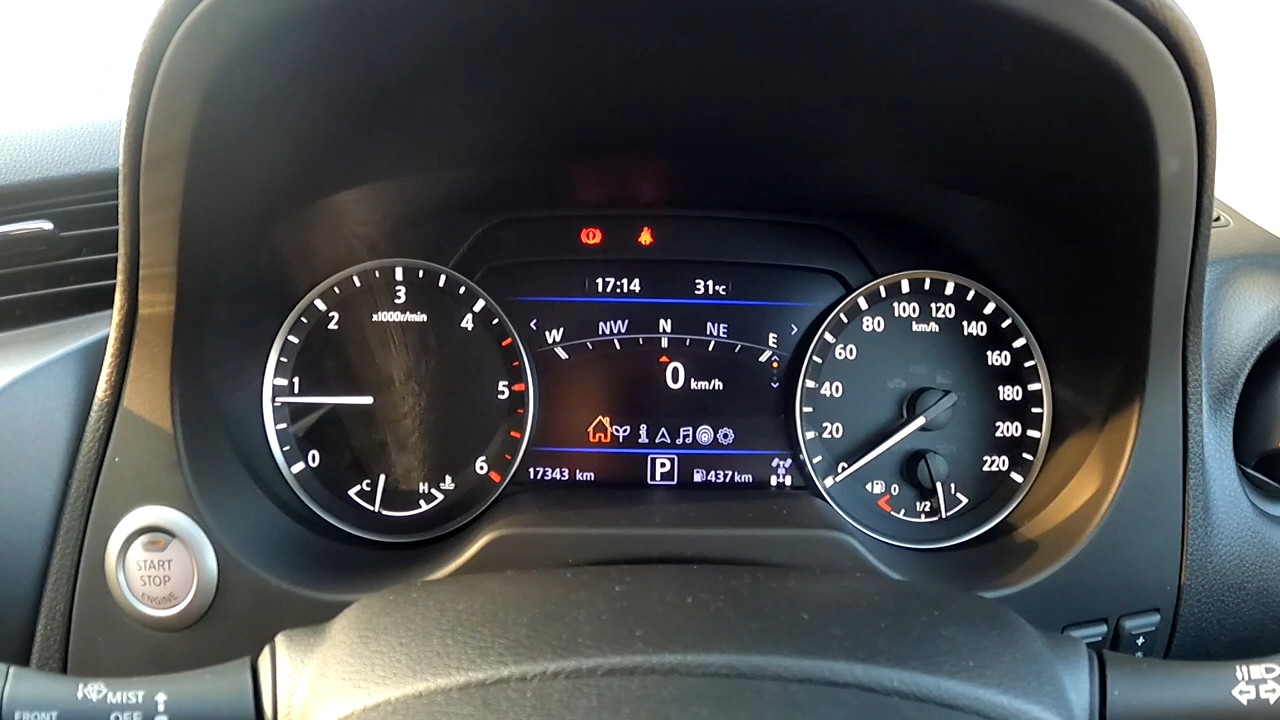 17:14 31°C
W NW N NE E
0 km/h
17343 km P 437 km
0 1 2 3 4 5 6
x1000r/min
C H
0 20 40 60 80 100 120 140 160 180 200 220
km/h
0 1/2 1
START
STOP
ENGINE
MIST
FRONT OFF